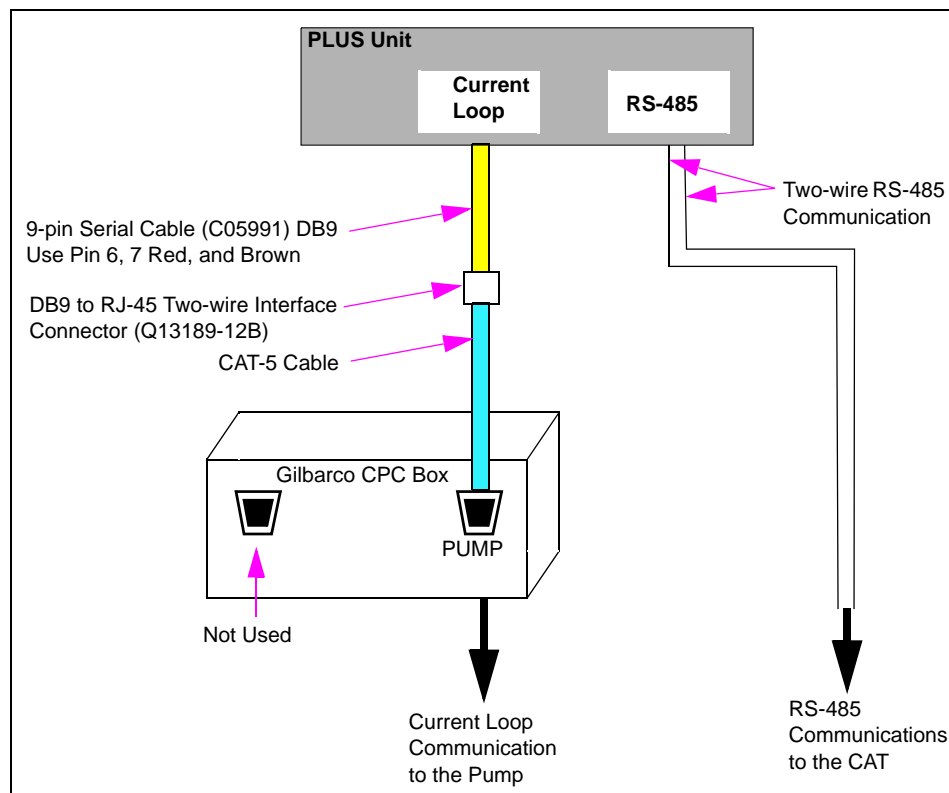 PLUS Unit
Current
Loop
RS-485
Two-wire RS-485
Communication
9-pin Serial Cable (C05991) DB9
Use Pin 6, 7 Red, and Brown
DB9 to RJ-45 Two-wire Interface
Connector (Q13189-12B)
CAT-5 Cable
Gilbarco CPC Box
PUMP
Not Used
Current Loop
Communication
to the Pump
RS-485
Communications
to the CAT